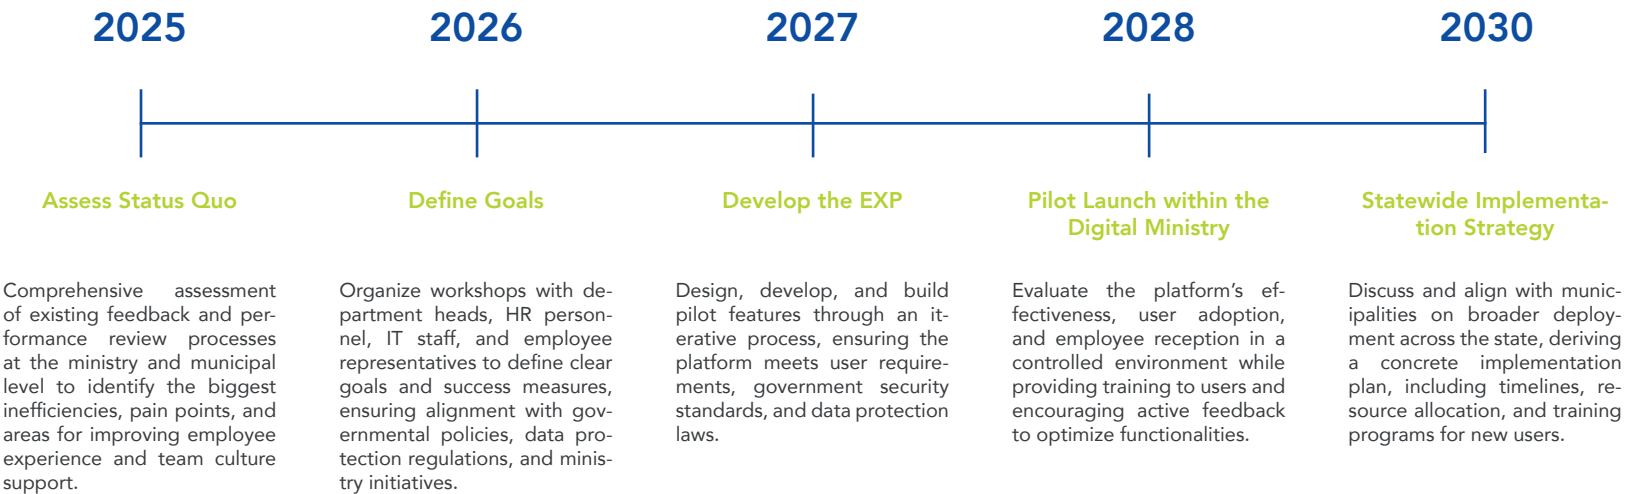 2025
2026
2027
2028
2030
Assess Status Quo
Define Goals
Develop the EXP
Pilot Launch within the
Digital Ministry
Statewide Implementa-
tion Strategy
Comprehensive assessment
of existing feedback and per-
formance review processes
at the ministry and municipal
level to identify the biggest
inefficiencies, pain points, and
areas for improving employee
experience and team culture
support.
Organize workshops with de-
partment heads, HR person-
nel, IT staff, and employee
representatives to define clear
goals and success measures,
ensuring alignment with gov-
ernmental policies, data pro-
tection regulations, and minis-
try initiatives.
Design, develop, and build
pilot features through an it-
erative process, ensuring the
platform meets user require-
ments, government security
standards, and data protection
laws.
Evaluate the platform's ef-
fectiveness, user adoption,
and employee reception in a
controlled environment while
providing training to users and
encouraging active feedback
to optimize functionalities.
Discuss and align with munic-
ipalities on broader deploy-
ment across the state, deriving
a concrete implementation
plan, including timelines, re-
source allocation, and training
programs for new users.